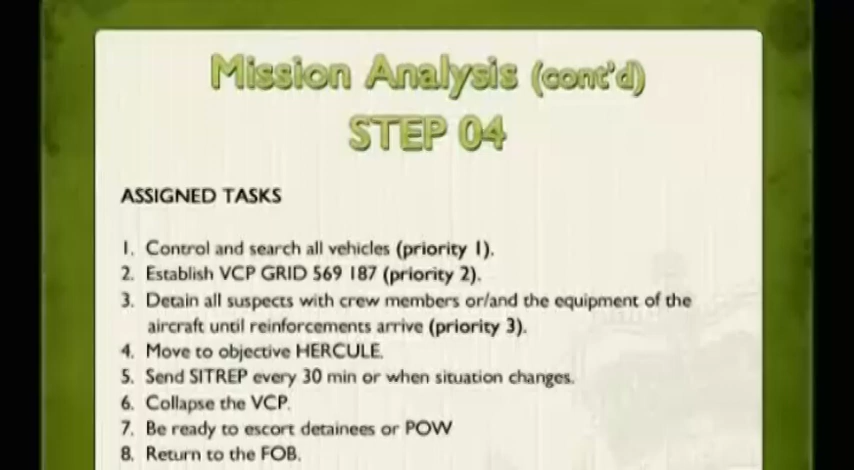 Mission Analysis (cont'd)
STEP 04
ASSIGNED TASKS
1. Control and search all vehicles (priority 1).
2. Establish VCP GRID 569 187 (priority 2).
3. Detain all suspects with crew members or/and the equipment of the
aircraft until reinforcements arrive (priority 3).
4. Move to objective HERCULE.
5. Send SITREP every 30 min or when situation changes.
6. Collapse the VCP.
7. Be ready to escort detainees or POW
8. Return to the FOB.